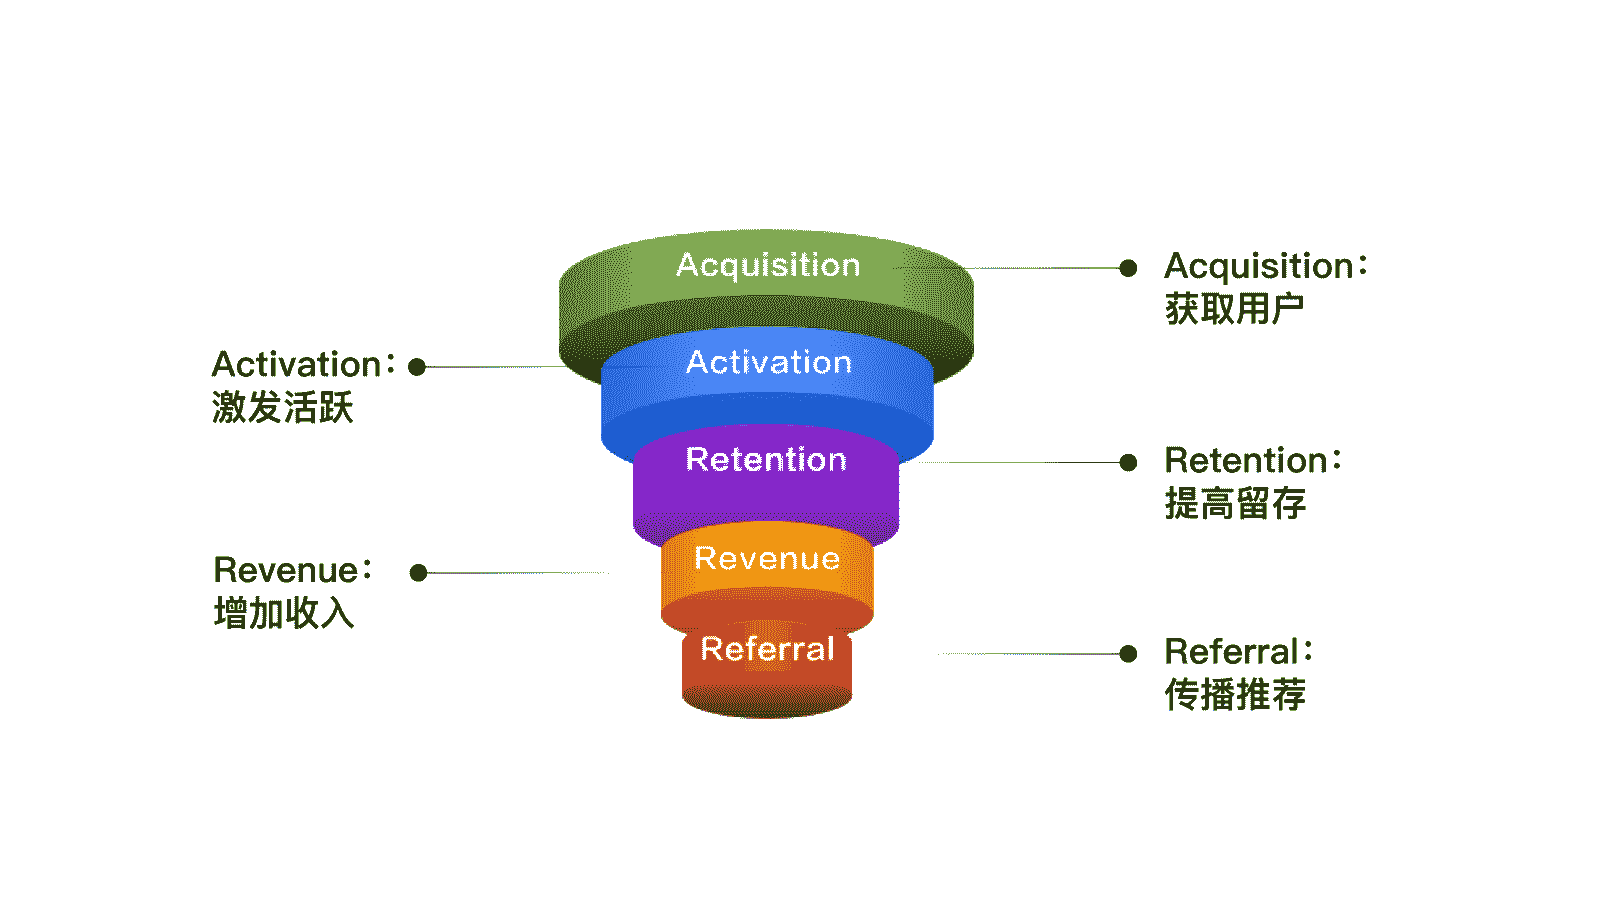 Acquisition
Acquisition：
获取用户
Activation：
激发活跃
Activation
Retention
Retention：
提高留存
Revenue：
增加收入
Revenue
Referral
Referral：
传播推荐